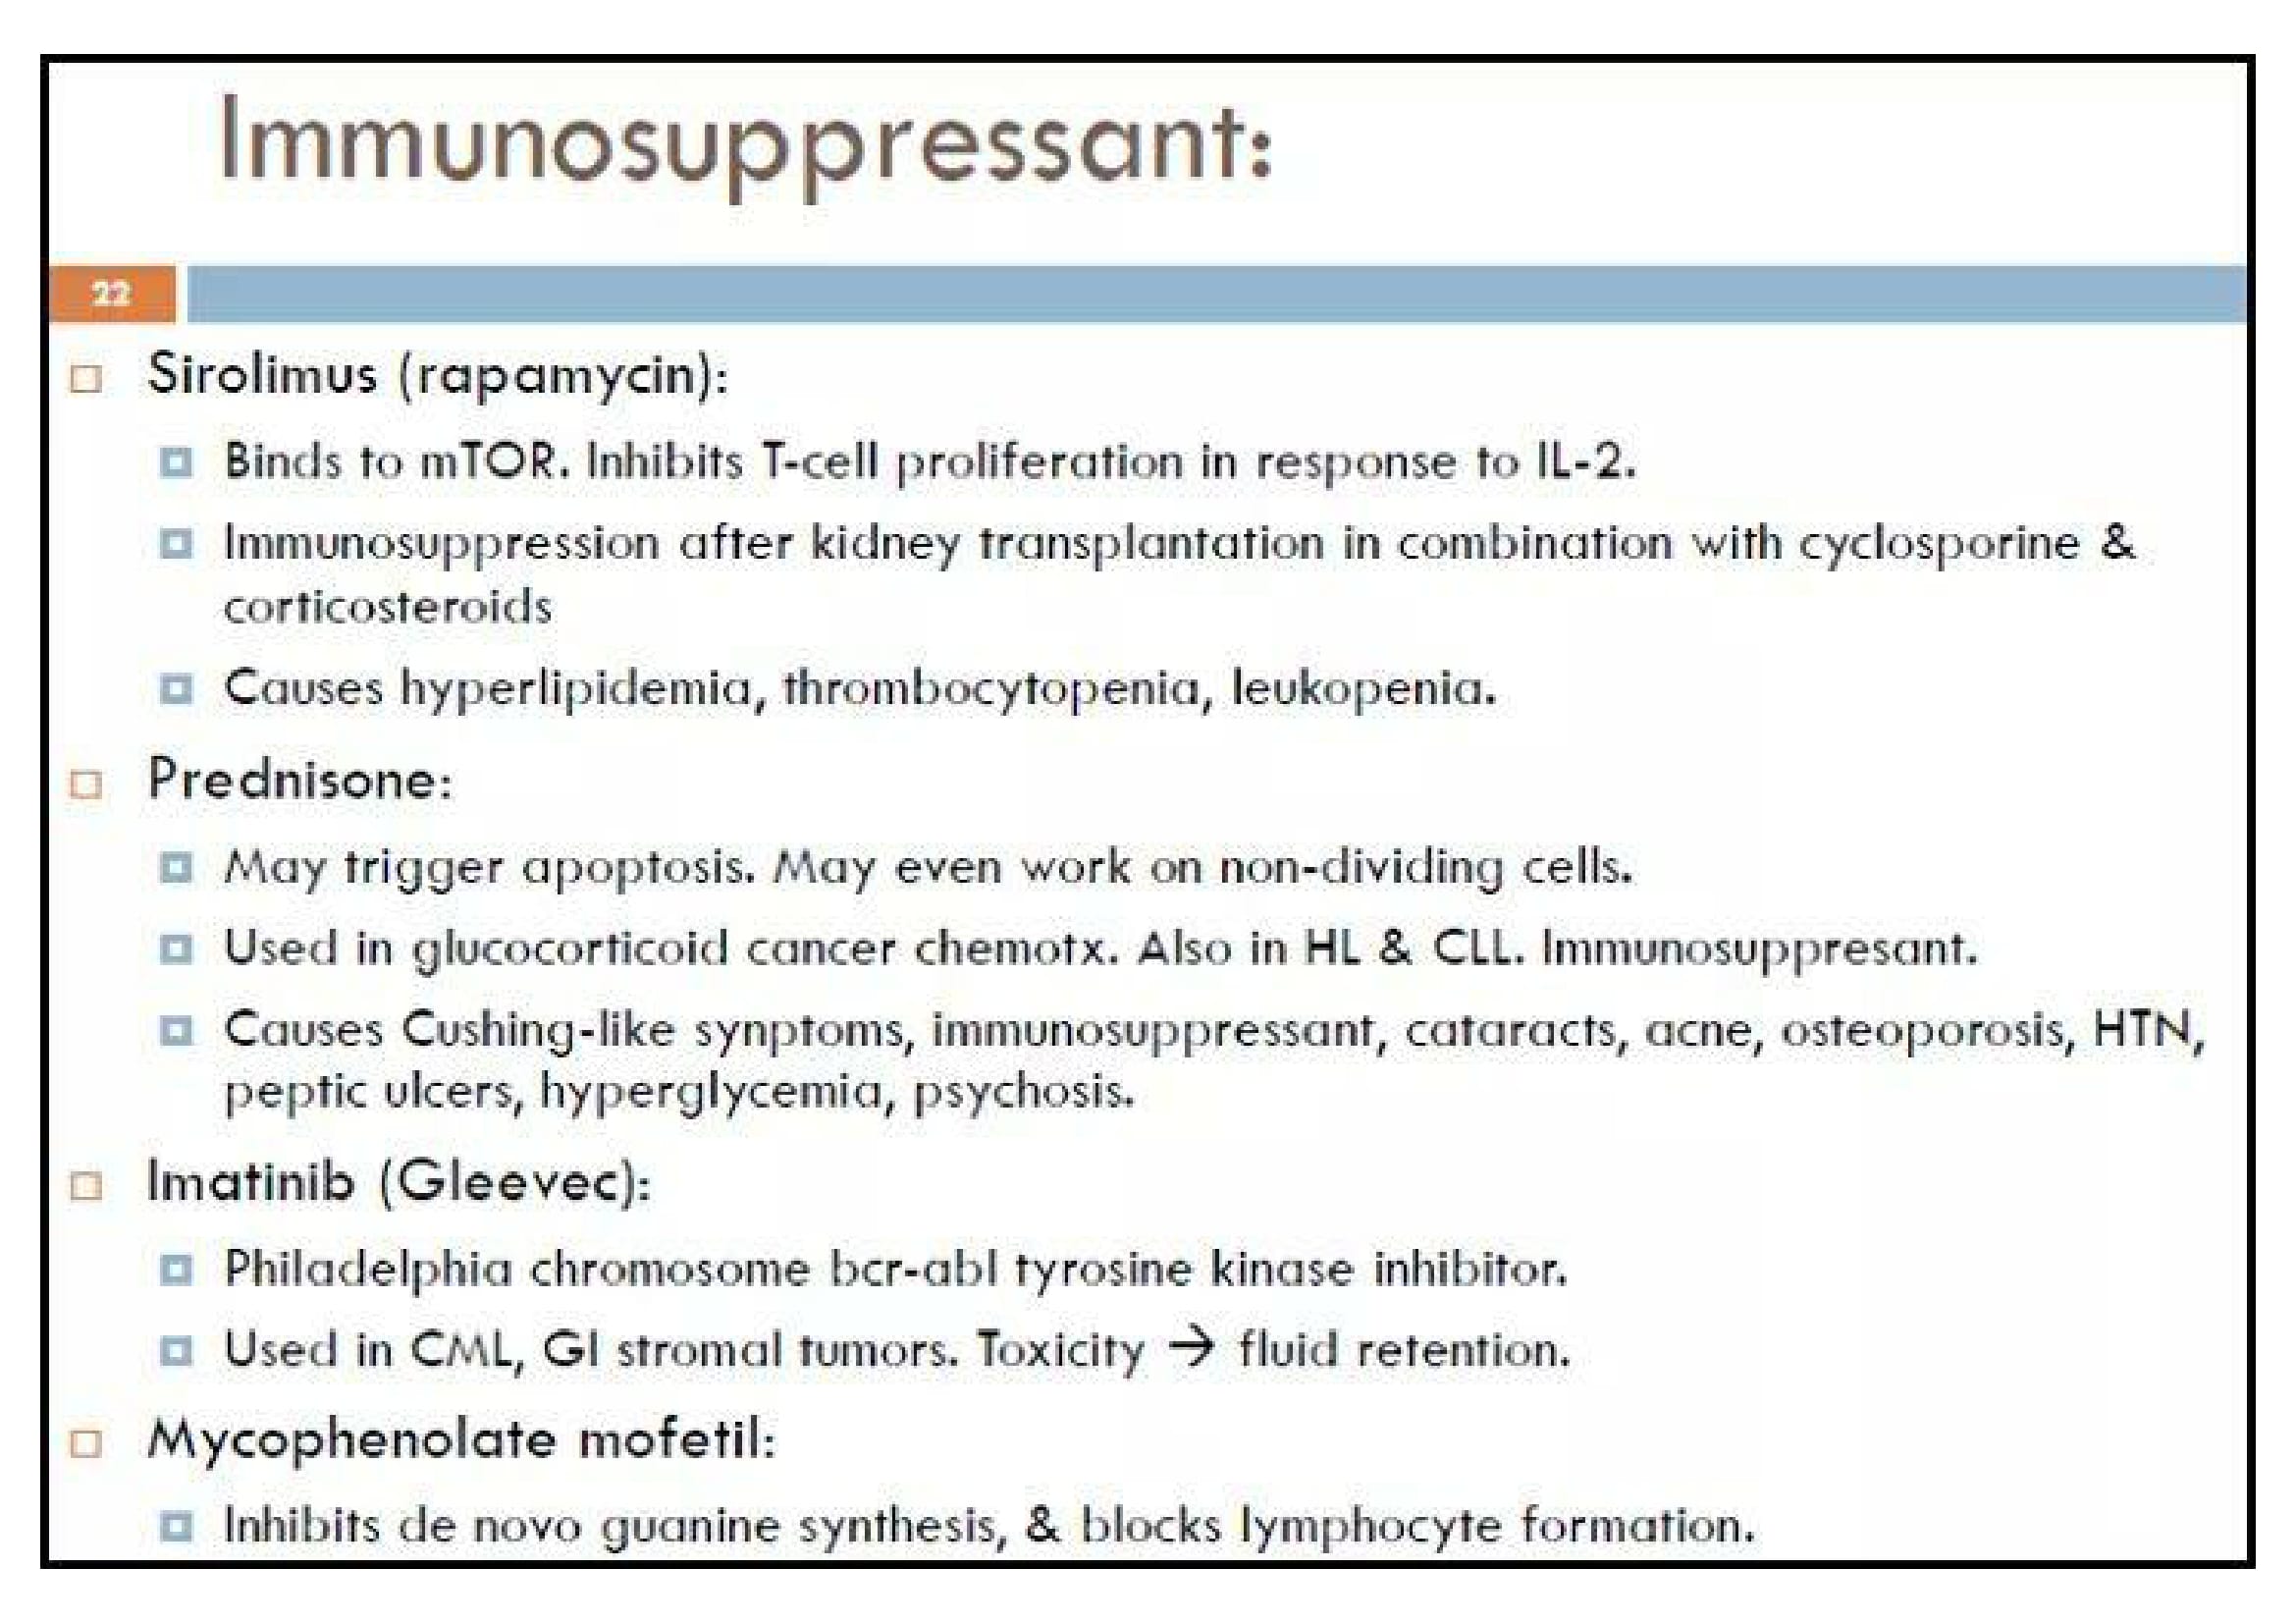 Immunosuppressant:
22
Sirolimus (rapamycin):
Binds to mTOR. Inhibits T-cell proliferation in response to IL-2.
Immunosuppression after kidney transplantation in combination with cyclosporine &
corticosteroids
Causes hyperlipidemia, thrombocytopenia, leukopenia.
Prednisone:
May trigger apoptosis. May even work on non-dividing cells.
Used in glucocorticoid cancer chemotx. Also in HL & CLL. Immunosuppresant.
Causes Cushing-like synptoms, immunosuppressant, cataracts, acne, osteoporosis, HTN,
peptic ulcers, hyperglycemia, psychosis.
Imatinib (Gleevec):
Philadelphia chromosome bcr-abl tyrosine kinase inhibitor.
Used in CML, GI stromal tumors. Toxicity → fluid retention.
Mycophenolate mofetil:
Inhibits de novo guanine synthesis, & blocks lymphocyte formation.